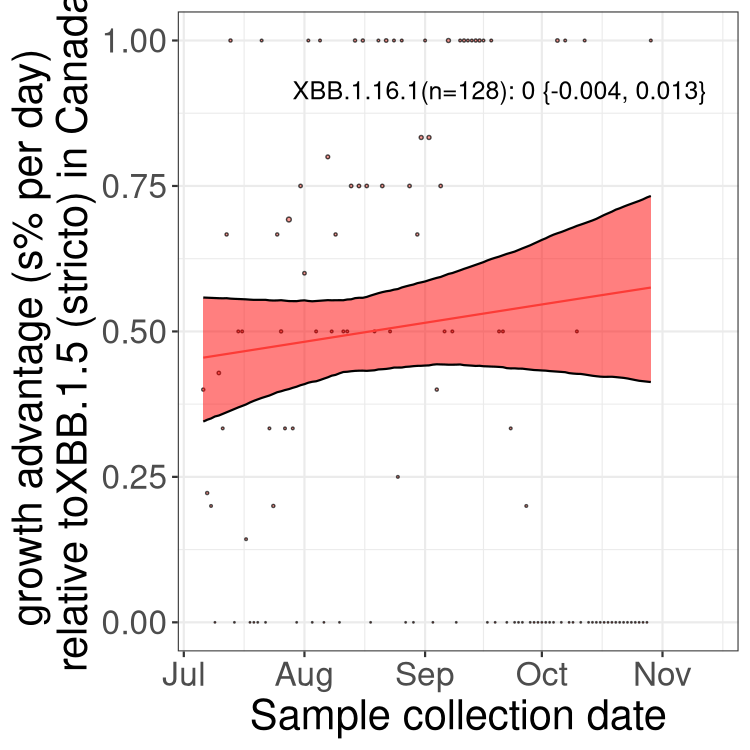 growth advantage (s% per day)
relative toXBB.1.5 (stricto) in Canada
1.00
0.75
0.50
0.25
0.00
XBB.1.16.1(n=128): 0 {-0.004, 0.013}
Jul Aug Sep Oct Nov
Sample collection date